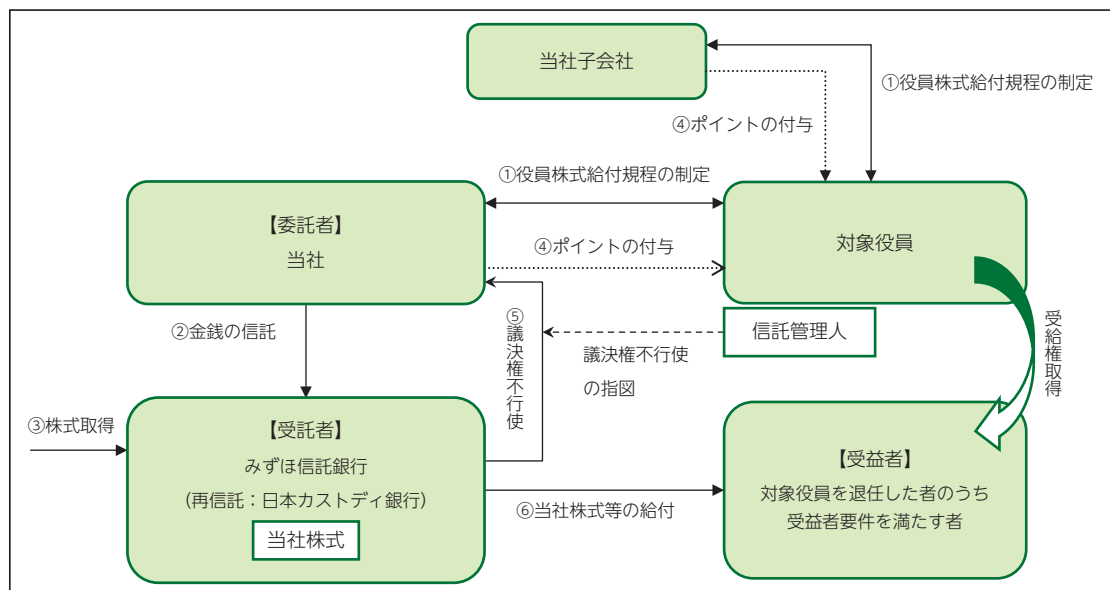 当社子会社
①役員株式給付規程の制定
④ポイントの付与
①役員株式給付規程の制定
【委託者】
当社
④ポイントの付与
対象役員
②金銭の信託
⑤議決権不行使
議決権不行使
の指図
信託管理人
受給権取得
③株式取得
【受託者】
みずほ信託銀行
(再信託：日本カストディ銀行)
当社株式
⑥当社株式等の給付
【受益者】
対象役員を退任した者のうち
受益者要件を満たす者